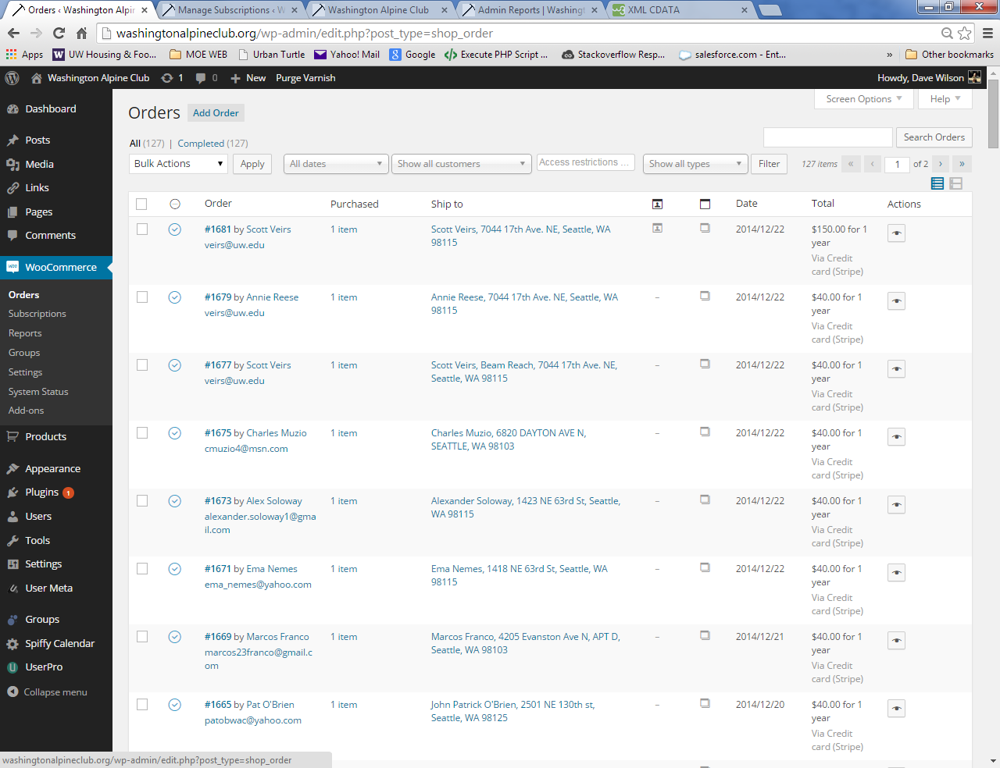 Orders ‹ Washington Alpin
Manage Subscriptions ‹ W
Washington Alpine Club
Admin Reports | Washingt
XML CDATA
washingtonalpineclub.org/wp-admin/edit.php?post_type=shop_order
Apps
UW Housing & Foo...
MOE WEB
Urban Turtle
Yahoo! Mail
Google
Execute PHP Script ...
Stackoverflow Resp...
salesforce.com - Ent...
»
Other bookmarks
Washington Alpine Club
1
0
New
Purge Varnish
Howdy, Dave Wilson
Dashboard
Posts
Media
Links
Pages
Comments
WooCommerce
Orders
Subscriptions
Reports
Groups
Settings
System Status
Add-ons
Products
Appearance
Plugins 1
Users
Tools
Settings
User Meta
Groups
Spiffy Calendar
UserPro
Collapse menu
Screen Options
Help
Orders
Add Order
All (127) | Completed (127)
Search Orders
Bulk Actions
Apply
All dates
Show all customers
Access restrictions ...
Show all types
Filter
127 items
«
‹
1
of 2
›
»
Order
Purchased
Ship to
Date
Total
Actions
#1681 by Scott Veirs
veirs@uw.edu
1 item
Scott Veirs, 7044 17th Ave. NE, Seattle, WA
98115
2014/12/22
$150.00 for 1
year
Via Credit
card (Stripe)
#1679 by Annie Reese
veirs@uw.edu
1 item
Annie Reese, 7044 17th Ave. NE, Seattle, WA
98115
–
2014/12/22
$40.00 for 1
year
Via Credit
card (Stripe)
#1677 by Scott Veirs
veirs@uw.edu
1 item
Scott Veirs, Beam Reach, 7044 17th Ave. NE,
Seattle, WA 98115
–
2014/12/22
$40.00 for 1
year
Via Credit
card (Stripe)
#1675 by Charles Muzio
cmuzio4@msn.com
1 item
Charles Muzio, 6820 DAYTON AVE N,
SEATTLE, WA 98103
–
2014/12/22
$40.00 for 1
year
Via Credit
card (Stripe)
#1673 by Alex Soloway
alexander.soloway1@gma
il.com
1 item
Alexander Soloway, 1423 NE 63rd St, Seattle,
WA 98115
–
2014/12/22
$40.00 for 1
year
Via Credit
card (Stripe)
#1671 by Ema Nemes
ema_nemes@yahoo.com
1 item
Ema Nemes, 1418 NE 63rd St, Seattle, WA
98115
–
2014/12/22
$40.00 for 1
year
Via Credit
card (Stripe)
#1669 by Marcos Franco
marcos23franco@gmail.c
om
1 item
Marcos Franco, 4205 Evanston Ave N, APT D,
Seattle, WA 98103
–
2014/12/21
$40.00 for 1
year
Via Credit
card (Stripe)
#1665 by Pat O'Brien
patobwac@yahoo.com
1 item
John Patrick O'Brien, 2501 NE 130th st,
Seattle, WA 98125
–
2014/12/20
$40.00 for 1
year
Via Credit
card (Stripe)
washingtonalpineclub.org/wp-admin/edit.php?post_type=shop_order